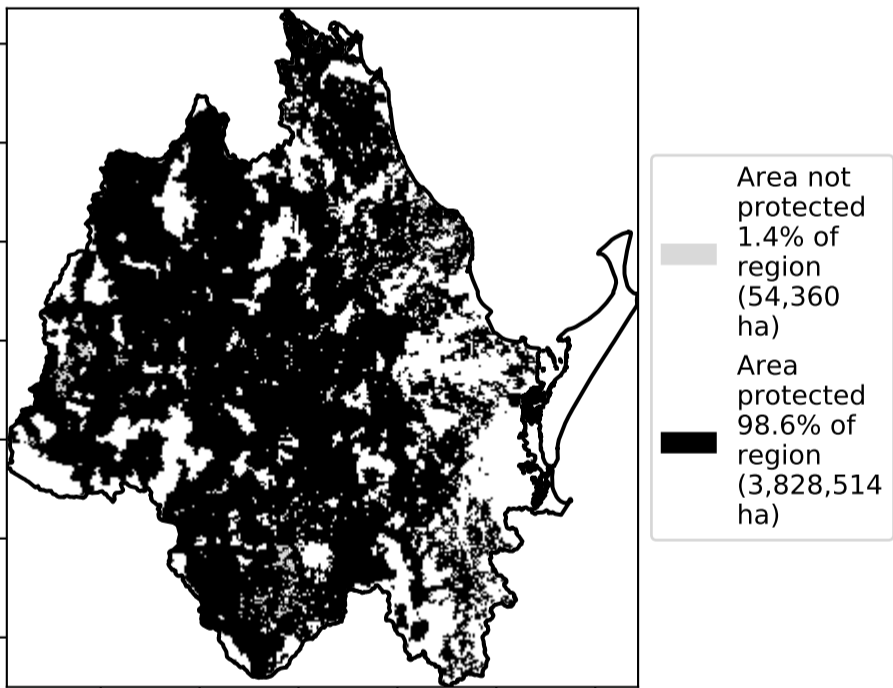 Area not
protected
1.4% of
region
(54,360
ha)
Area
protected
98.6% of
region
(3,828,514
ha)